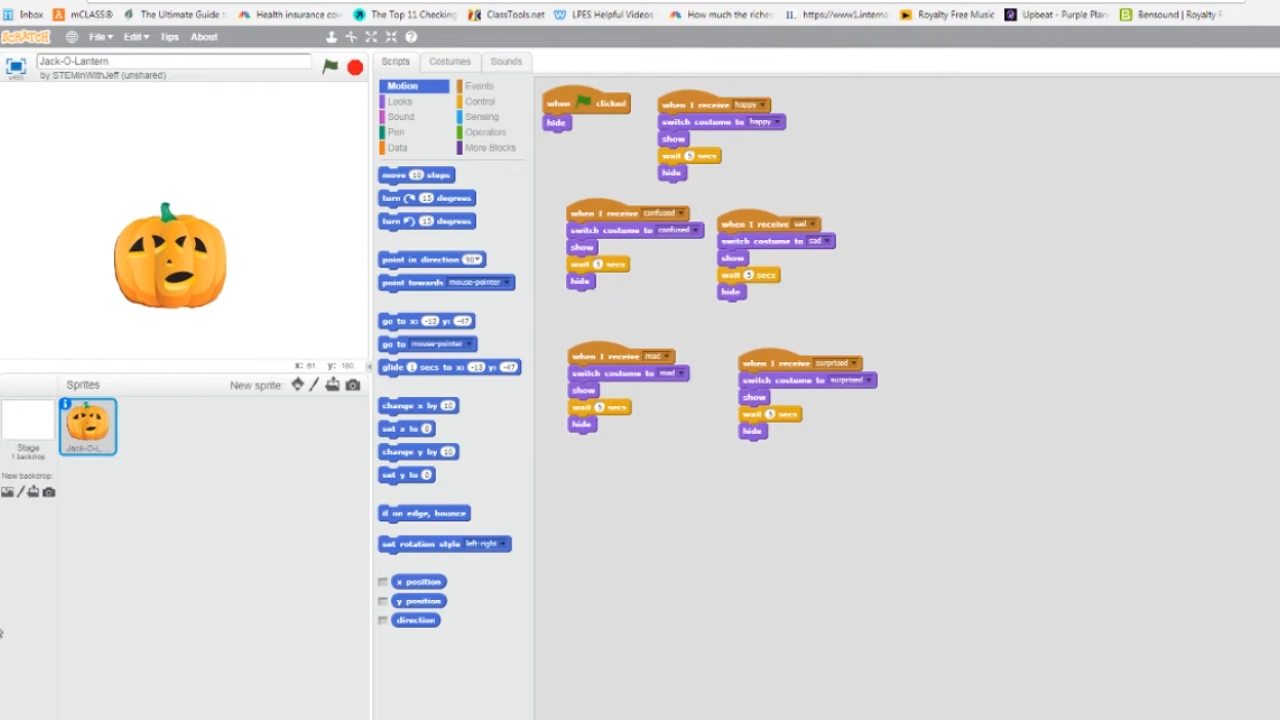 Inbox mCLASS® The Ultimate Guide Health insurance cov The Top 11 Checking ClassTools.net LPES Helpful Videos How much the riches https://www1.interna Royalty Free Music Upbeat - Purple Plan Bensound | Royalty F
SCRATCH File Edit Tips About
Jack-O-Lantern
by STEMinWithJeff (unshared)
Scripts Costumes Sounds
Motion Events
Looks Control
Sound Sensing
Pen Operators
Data More Blocks
move 10 steps
turn 15 degrees
turn 15 degrees
point in direction 90
point towards mouse-pointer
go to x: -13 y: -47
go to mouse-pointer
glide 1 secs to x: -13 y: -47
change x by 10
set x to 0
change y by 10
set y to 0
if on edge, bounce
set rotation style left-right
x position
y position
direction
when clicked
hide
when I receive happy
switch costume to happy
show
wait 5 secs
hide
when I receive confused
switch costume to confused
show
wait 5 secs
hide
when I receive sad
switch costume to sad
show
wait 5 secs
hide
when I receive mad
switch costume to mad
show
wait 5 secs
hide
when I receive surprised
switch costume to surprised
show
wait 5 secs
hide
x: 81 y: 180
Sprites New sprite:
Jack-O-L...
Stage
1 backdrop
New backdrop: